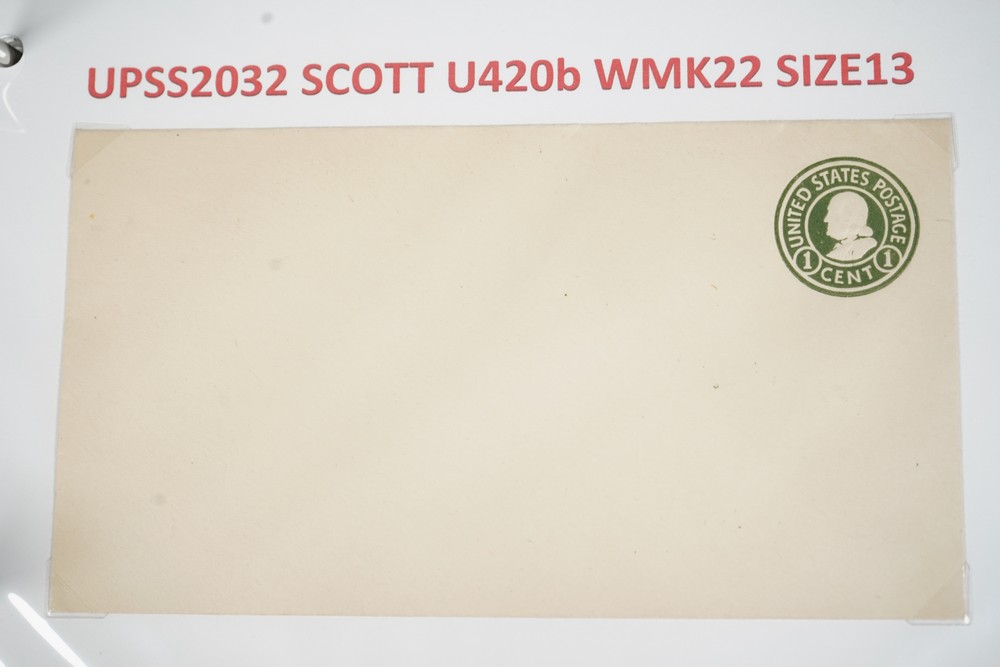 UPSS2032 SCOTT U420b WMK22 SIZE13
UNITED STATES POSTAGE
1 CENT 1